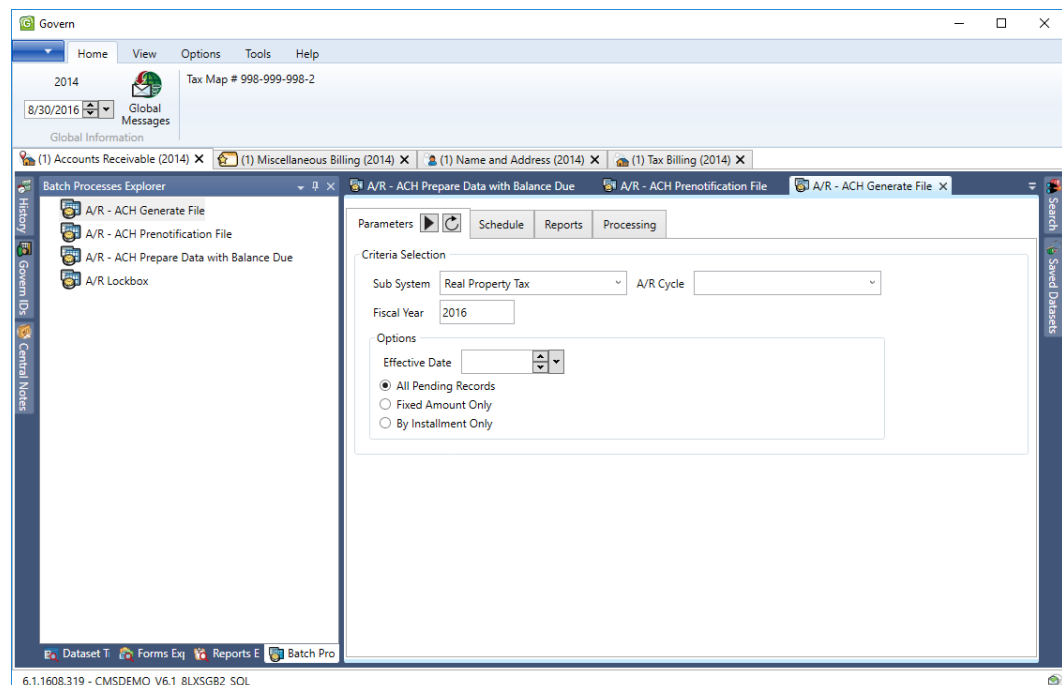 Govern
Home View Options Tools Help
2014
Tax Map # 998-999-998-2
8/30/2016
Global Messages
Global Information
(1) Accounts Receivable (2014) X (1) Miscellaneous Billing (2014) X (1) Name and Address (2014) X (1) Tax Billing (2014) X
History
Govern IDs
Central Notes
Batch Processes Explorer
A/R - ACH Generate File
A/R - ACH Prenotification File
A/R - ACH Prepare Data with Balance Due
A/R Lockbox
Dataset T Forms Exp Reports E Batch Pro
A/R - ACH Prepare Data with Balance Due A/R - ACH Prenotification File A/R - ACH Generate File X
Parameters Schedule Reports Processing
Criteria Selection
Sub System Real Property Tax A/R Cycle
Fiscal Year 2016
Options
Effective Date
All Pending Records
Fixed Amount Only
By Installment Only
Search
Saved Datasets
6.1.1608.319 - CMSDEMO_V6.1_8LXSGB2_SQL